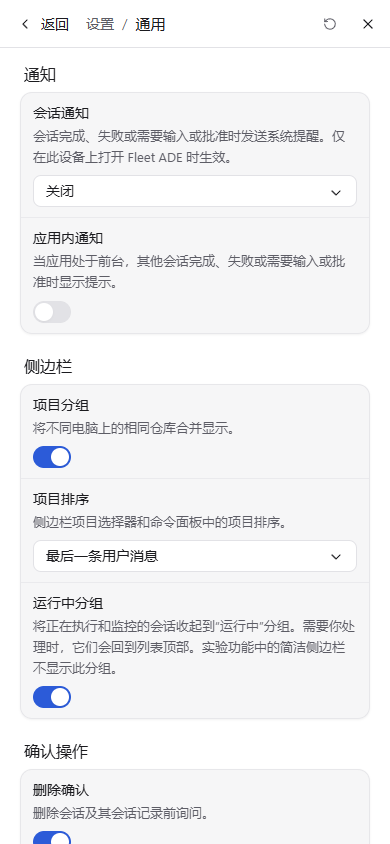 返回 设置 / 通用
通知
会话通知
会话完成、失败或需要输入或批准时发送系统提醒。仅
在此设备上打开 Fleet ADE 时生效。
关闭
应用内通知
当应用处于前台，其他会话完成、失败或需要输入或批
准时显示提示。
侧边栏
项目分组
将不同电脑上的相同仓库合并显示。
项目排序
侧边栏项目选择器和命令面板中的项目排序。
最后一条用户消息
运行中分组
将正在执行和监控的会话收起到“运行中”分组。需要你处
理时，它们会回到列表顶部。实验功能中的简洁侧边栏
不显示此分组。
确认操作
删除确认
删除会话及其会话记录前询问。